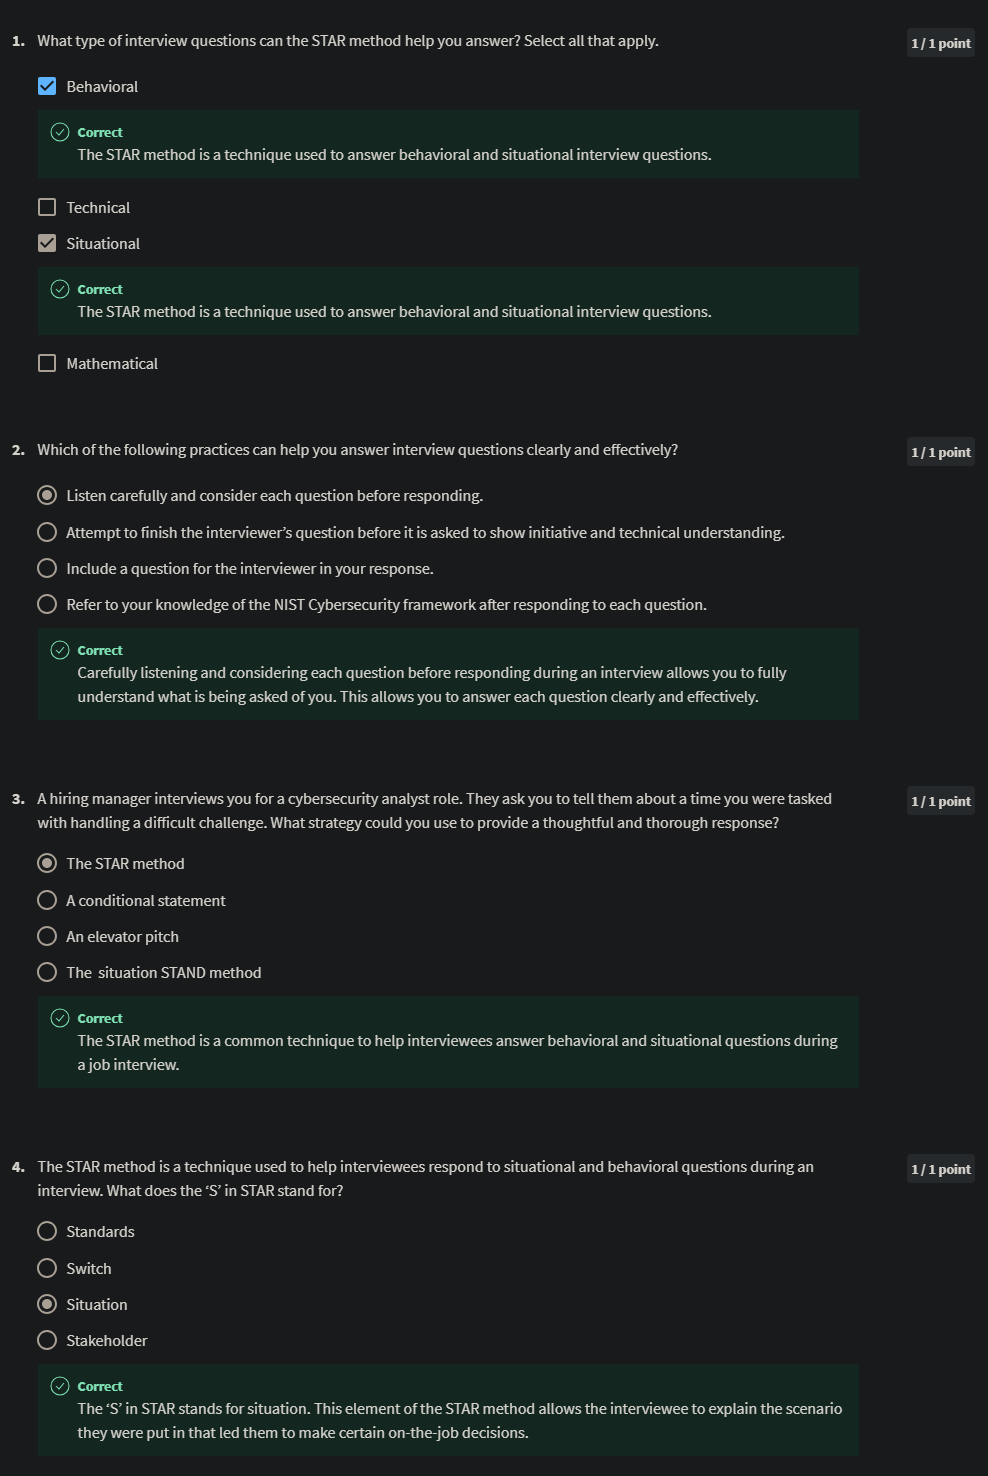 1. What type of interview questions can the STAR method help you answer? Select all that apply.
1 / 1 point
Behavioral
Correct
The STAR method is a technique used to answer behavioral and situational interview questions.
Technical
Situational
Correct
The STAR method is a technique used to answer behavioral and situational interview questions.
Mathematical
2. Which of the following practices can help you answer interview questions clearly and effectively?
1 / 1 point
Listen carefully and consider each question before responding.
Attempt to finish the interviewer’s question before it is asked to show initiative and technical understanding.
Include a question for the interviewer in your response.
Refer to your knowledge of the NIST Cybersecurity framework after responding to each question.
Correct
Carefully listening and considering each question before responding during an interview allows you to fully
understand what is being asked of you. This allows you to answer each question clearly and effectively.
3. A hiring manager interviews you for a cybersecurity analyst role. They ask you to tell them about a time you were tasked
with handling a difficult challenge. What strategy could you use to provide a thoughtful and thorough response?
1 / 1 point
The STAR method
A conditional statement
An elevator pitch
The situation STAND method
Correct
The STAR method is a common technique to help interviewees answer behavioral and situational questions during
a job interview.
4. The STAR method is a technique used to help interviewees respond to situational and behavioral questions during an
interview. What does the ‘S’ in STAR stand for?
1 / 1 point
Standards
Switch
Situation
Stakeholder
Correct
The ‘S’ in STAR stands for situation. This element of the STAR method allows the interviewee to explain the scenario
they were put in that led them to make certain on-the-job decisions.